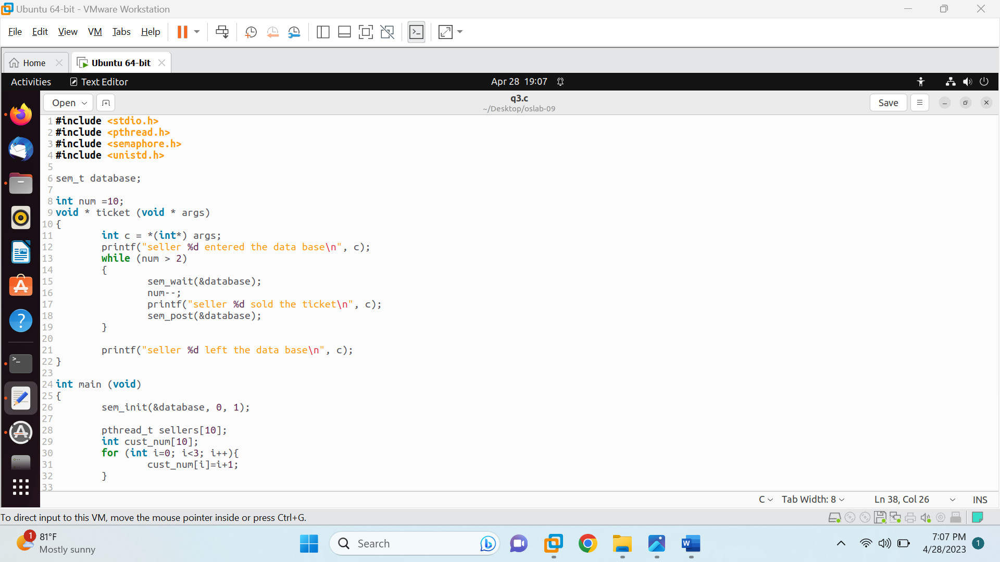 Ubuntu 64-bit - VMware Workstation
File Edit View VM Tabs Help
Home
Ubuntu 64-bit
Activities Text Editor Apr 28 19:07
Open q3.c Save
~/Desktop/oslab-09
1 #include <stdio.h>
2 #include <pthread.h>
3 #include <semaphore.h>
4 #include <unistd.h>
5
6 sem_t database;
7
8 int num =10;
9 void * ticket (void * args)
10 {
11 int c = *(int*) args;
12 printf("seller %d entered the data base\n", c);
13 while (num > 2)
14 {
15 sem_wait(&database);
16 num--;
17 printf("seller %d sold the ticket\n", c);
18 sem_post(&database);
19 }
20
21 printf("seller %d left the data base\n", c);
22 }
23
24 int main (void)
25 {
26 sem_init(&database, 0, 1);
27
28 pthread_t sellers[10];
29 int cust_num[10];
30 for (int i=0; i<3; i++){
31 cust_num[i]=i+1;
32 }
33
C Tab Width: 8 Ln 38, Col 26 INS
To direct input to this VM, move the mouse pointer inside or press Ctrl+G.
1 81°F
Mostly sunny
Search
7:07 PM
4/28/2023
1